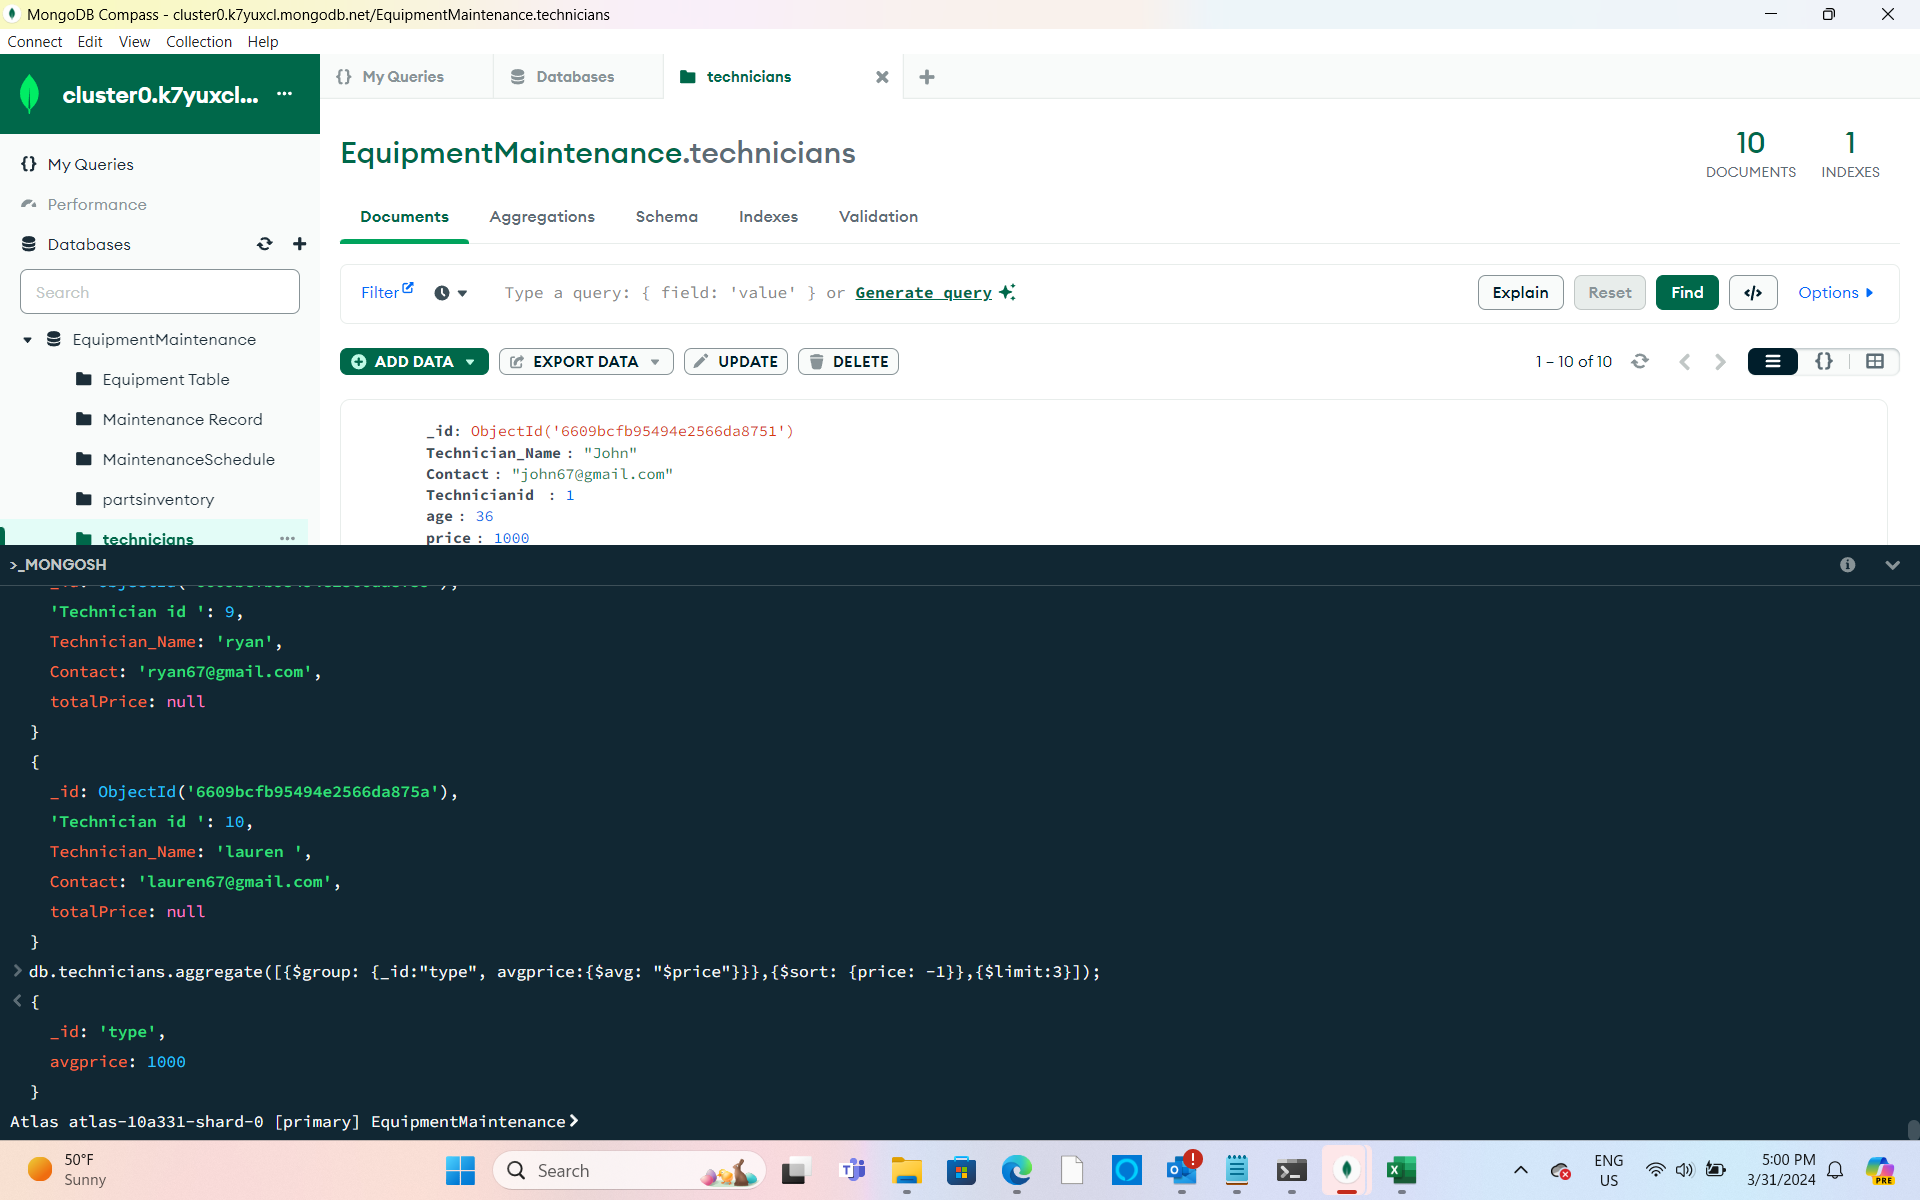 MongoDB Compass - cluster0.k7yuxcl.mongodb.net/EquipmentMaintenance.technicians
Connect Edit View Collection Help
cluster0.k7yuxcl... ...
{} My Queries
Databases
technicians
EquipmentMaintenance.technicians
10
DOCUMENTS
1
INDEXES
{} My Queries
Performance
Databases
Search
EquipmentMaintenance
Equipment Table
Maintenance Record
MaintenanceSchedule
partsinventory
technicians ...
Documents Aggregations Schema Indexes Validation
Filter Type a query: { field: 'value' } or Generate query Explain Reset Find </> Options
ADD DATA EXPORT DATA UPDATE DELETE 1 – 10 of 10 {}
_id: ObjectId('6609bcfb95494e2566da8751')
Technician_Name : "John"
Contact : "john67@gmail.com"
Technicianid : 1
age : 36
price : 1000
>_MONGOSH
'Technician id ': 9,
Technician_Name: 'ryan',
Contact: 'ryan67@gmail.com',
totalPrice: null
}
{
_id: ObjectId('6609bcfb95494e2566da875a'),
'Technician id ': 10,
Technician_Name: 'lauren ',
Contact: 'lauren67@gmail.com',
totalPrice: null
}
> db.technicians.aggregate([{$group: {_id:"type", avgprice:{$avg: "$price"}}},{$sort: {price: -1}},{$limit:3}]);
< {
_id: 'type',
avgprice: 1000
}
Atlas atlas-10a331-shard-0 [primary] EquipmentMaintenance>
50°F
Sunny
Search
ENG
US
5:00 PM
3/31/2024
PRE